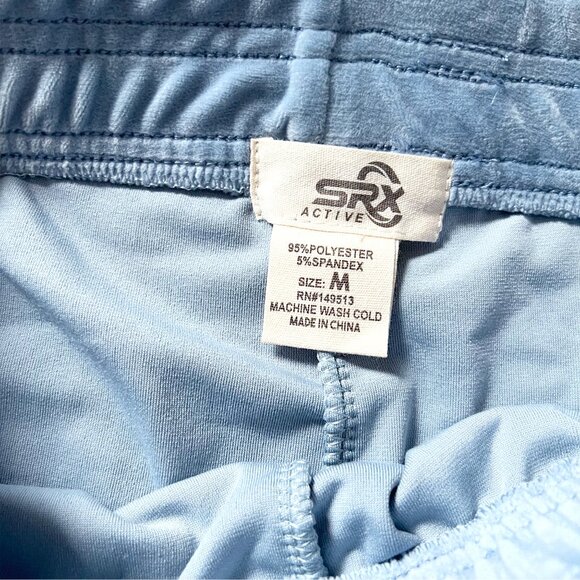 SRX
ACTIVE
95%POLYESTER
5%SPANDEX
SIZE: M
RN#149513
MACHINE WASH COLD
MADE IN CHINA